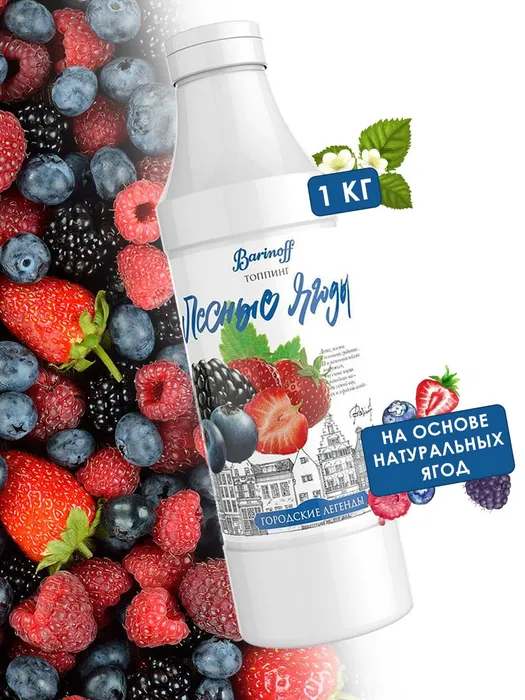 1 КГ
Barinoff
ТОППИНГ
Лесные Ягоды
НА ОСНОВЕ
НАТУРАЛЬНЫХ
ЯГОД
ГОРОДСКИЕ ЛЕГЕНДЫ